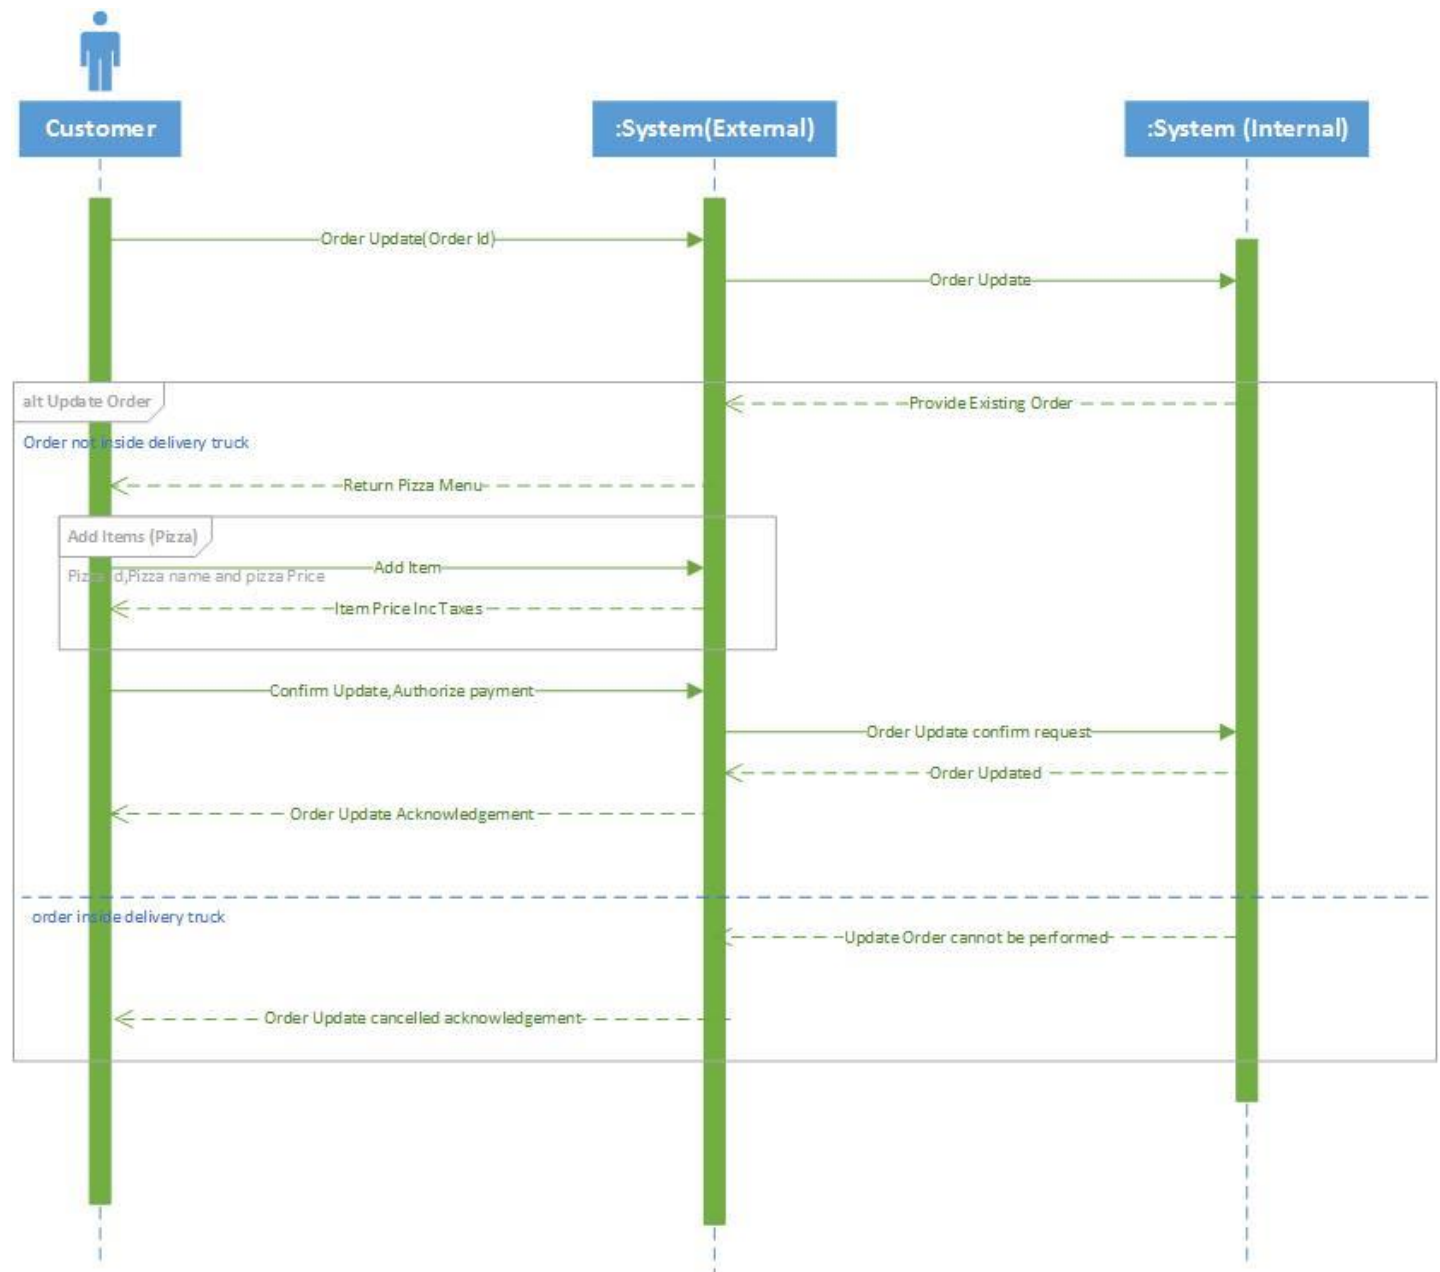 Customer
:System(External)
:System (Internal)
Order Update(Order Id)
Order Update
alt Update Order
Provide Existing Order
Order not inside delivery truck
Return Pizza Menu
Add Items (Pizza)
Add Item
Pizza Id,Pizza name and pizza Price
Item Price Inc Taxes
Confirm Update,Authorize payment
Order Update confirm request
Order Updated
Order Update Acknowledgement
order inside delivery truck
Update Order cannot be performed
Order Update cancelled acknowledgement